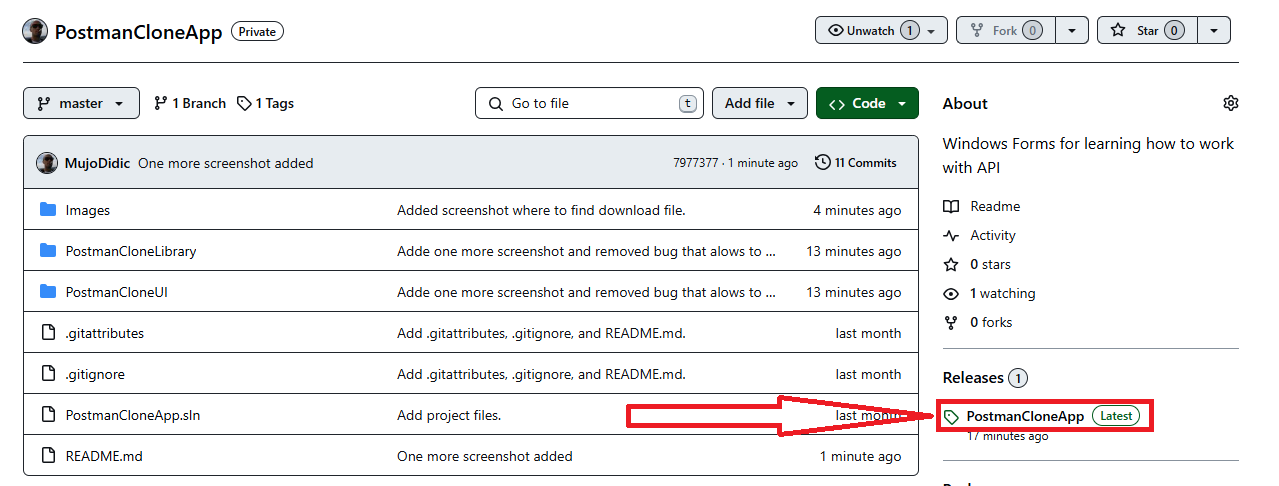 PostmanCloneApp Private
Unwatch 1
Fork 0
Star 0
master
1 Branch
1 Tags
Go to file t
Add file
Code
MujoDidic One more screenshot added 7977377 · 1 minute ago 11 Commits
Images Added screenshot where to find download file. 4 minutes ago
PostmanCloneLibrary Adde one more screenshot and removed bug that alows to ... 13 minutes ago
PostmanCloneUI Adde one more screenshot and removed bug that alows to ... 13 minutes ago
.gitattributes Add .gitattributes, .gitignore, and README.md. last month
.gitignore Add .gitattributes, .gitignore, and README.md. last month
PostmanCloneApp.sln Add project files. last month
README.md One more screenshot added 1 minute ago
About
Windows Forms for learning how to work
with API
Readme
Activity
0 stars
1 watching
0 forks
Releases 1
PostmanCloneApp Latest
17 minutes ago